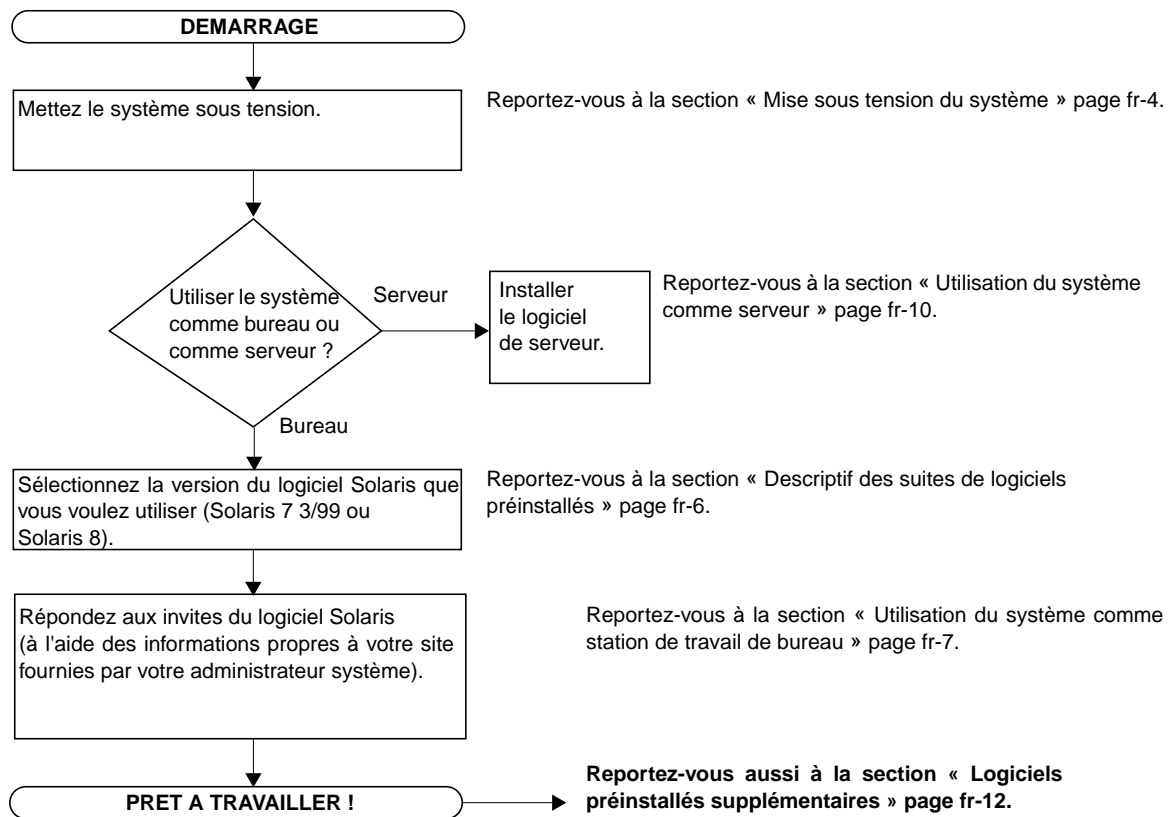 DEMARRAGE
Mettez le système sous tension.
Reportez-vous à la section « Mise sous tension du système » page fr-4.
Utiliser le système
comme bureau ou
comme serveur ?
Serveur
Installer
le logiciel
de serveur.
Reportez-vous à la section « Utilisation du système
comme serveur » page fr-10.
Bureau
Sélectionnez la version du logiciel Solaris que
vous voulez utiliser (Solaris 7 3/99 ou
Solaris 8).
Reportez-vous à la section « Descriptif des suites de logiciels
préinstallés » page fr-6.
Répondez aux invites du logiciel Solaris
(à l'aide des informations propres à votre site
fournies par votre administrateur système).
Reportez-vous à la section « Utilisation du système comme
station de travail de bureau » page fr-7.
PRET A TRAVAILLER !
Reportez-vous aussi à la section « Logiciels
préinstallés supplémentaires » page fr-12.